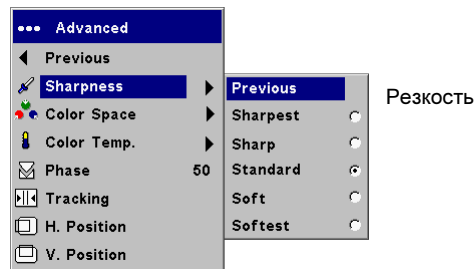 Advanced
Previous
Sharpness
Color Space
Color Temp.
Phase 50
Tracking
H. Position
V. Position
Previous
Sharpest
Sharp
Standard
Soft
Softest
Резкость